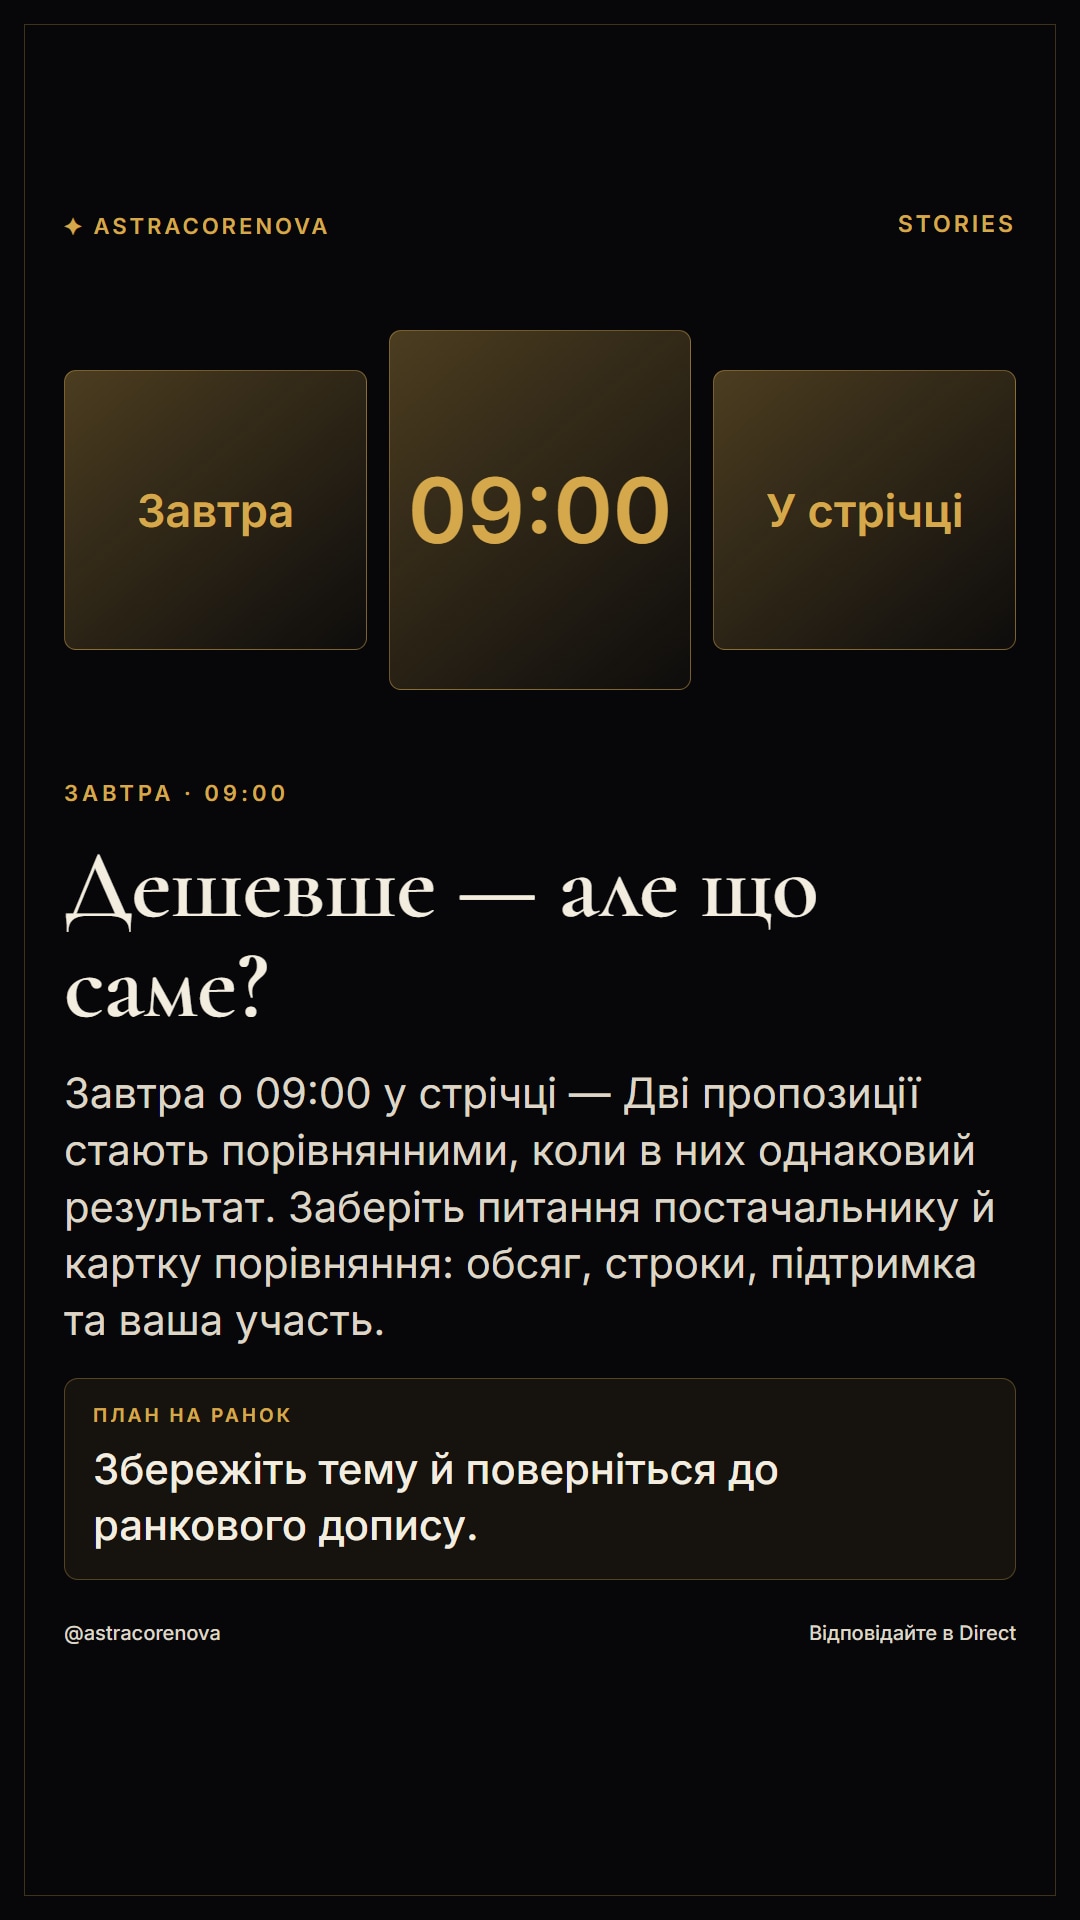 ✦ ASTRACORENOVA
STORIES
Завтра
09:00
У стрічці
ЗАВТРА · 09:00
Дешевше — але що
саме?
Завтра о 09:00 у стрічці — Дві пропозиції
стають порівнянними, коли в них однаковий
результат. Заберіть питання постачальнику й
картку порівняння: обсяг, строки, підтримка
та ваша участь.
ПЛАН НА РАНОК
Збережіть тему й поверніться до
ранкового допису.
@astracorenova
Відповідайте в Direct